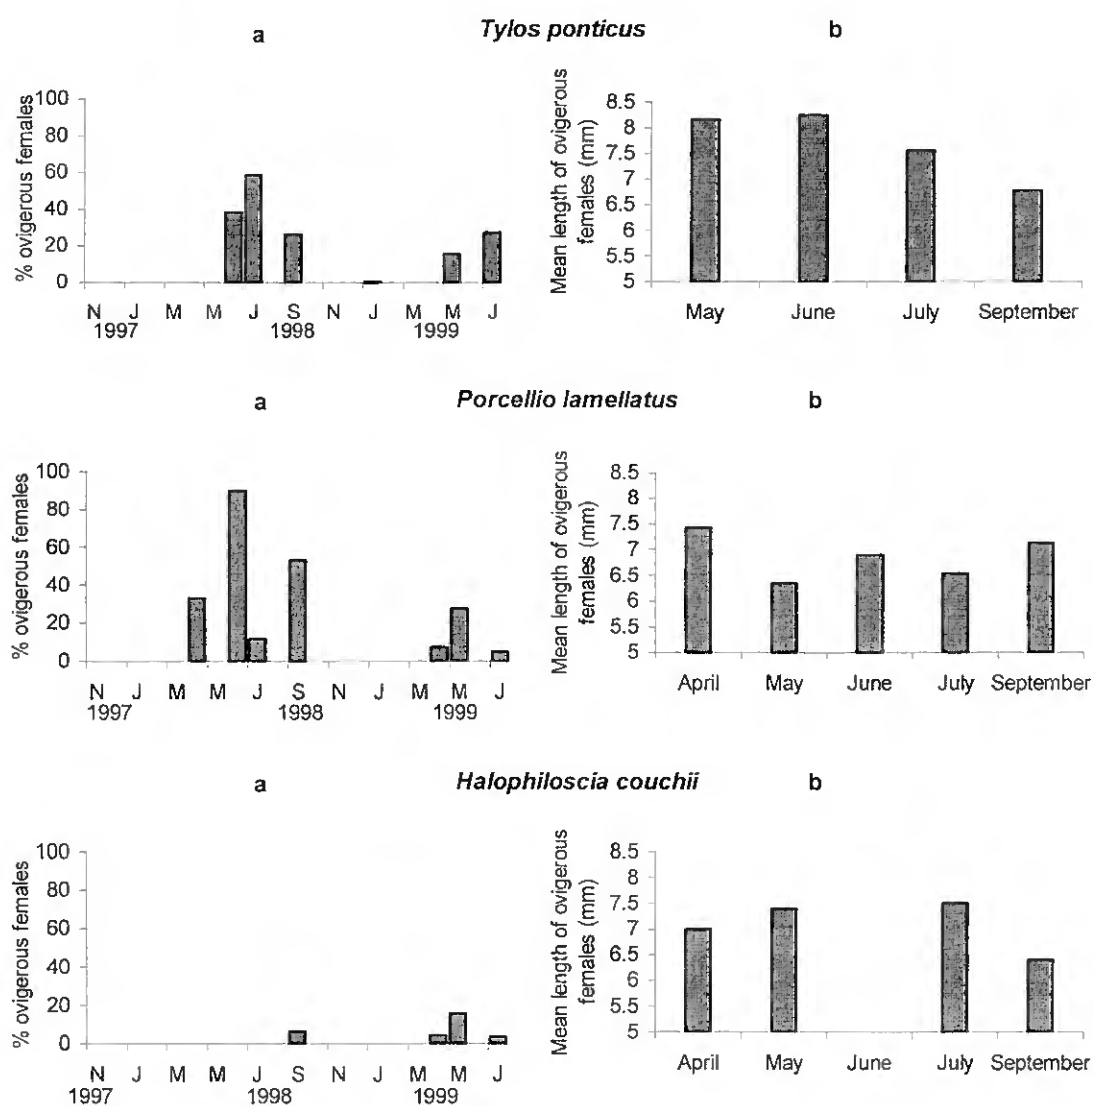 a Tylos ponticus b
% ovigerous females
100
80
60
40
20
0
N J M M J S N J M J
1997 1998 1999
Mean length of ovigerous
females (mm)
8.5
8
7.5
7
6.5
6
5.5
5
May June July September
a Porcellio lamellatus b
% ovigerous females
100
80
60
40
20
0
N J M M J S N J M M J
1997 1998 1999
Mean length of ovigerous
females (mm)
8.5
8
7.5
7
6.5
6
5.5
5
April May June July September
a Halophiloscia couchii b
% ovigerous females
100
80
60
40
20
0
N J M M J S N J M M J
1997 1998 1999
Mean length of ovigerous
females (mm)
8.5
8
7.5
7
6.5
6
5.5
5
April May June July September